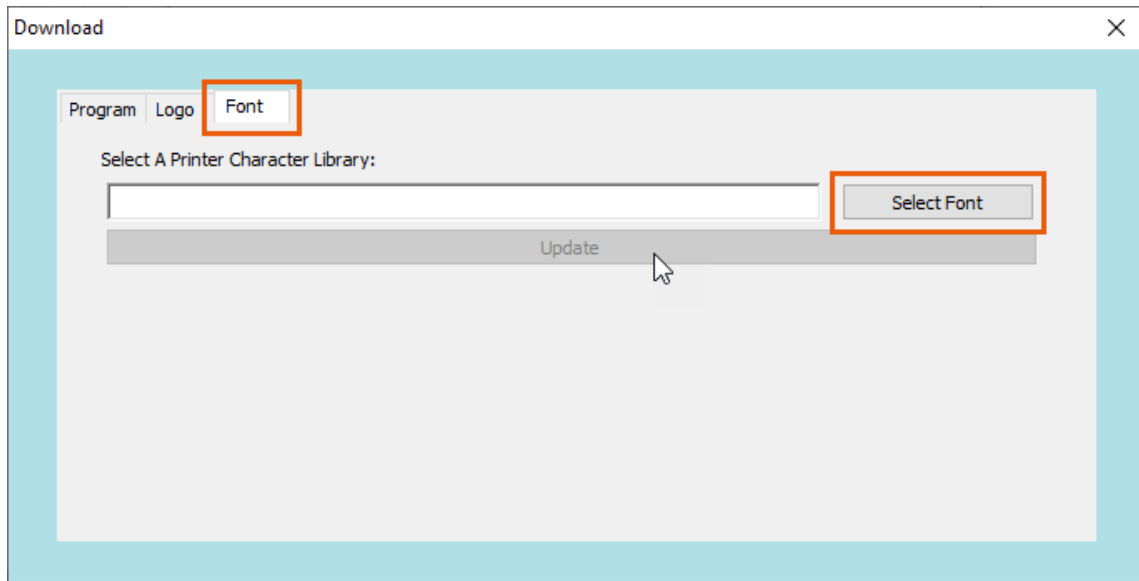 Download
Program Logo Font
Select A Printer Character Library:
Select Font
Update